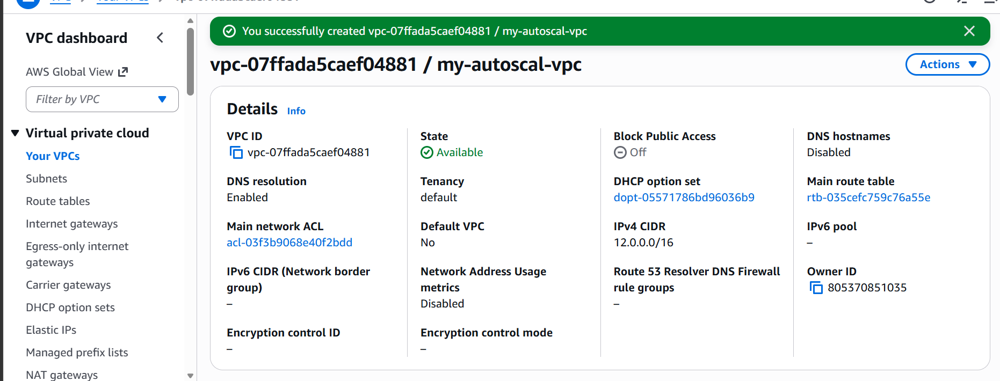 VPC dashboard
AWS Global View
Filter by VPC
Virtual private cloud
Your VPCs
Subnets
Route tables
Internet gateways
Egress-only internet
gateways
Carrier gateways
DHCP option sets
Elastic IPs
Managed prefix lists
NAT gateways
You successfully created vpc-07ffada5caef04881 / my-autoscal-vpc
vpc-07ffada5caef04881 / my-autoscal-vpc
Actions
Details Info
VPC ID
vpc-07ffada5caef04881
State
Available
Block Public Access
Off
DNS hostnames
Disabled
DNS resolution
Enabled
Tenancy
default
DHCP option set
dopt-05571786bd96036b9
Main route table
rtb-035cefc759c76a55e
Main network ACL
acl-03f3b9068e40f2bdd
Default VPC
No
IPv4 CIDR
12.0.0.0/16
IPv6 pool
–
IPv6 CIDR (Network border
group)
–
Network Address Usage
metrics
Disabled
Route 53 Resolver DNS Firewall
rule groups
–
Owner ID
805370851035
Encryption control ID
–
Encryption control mode
–